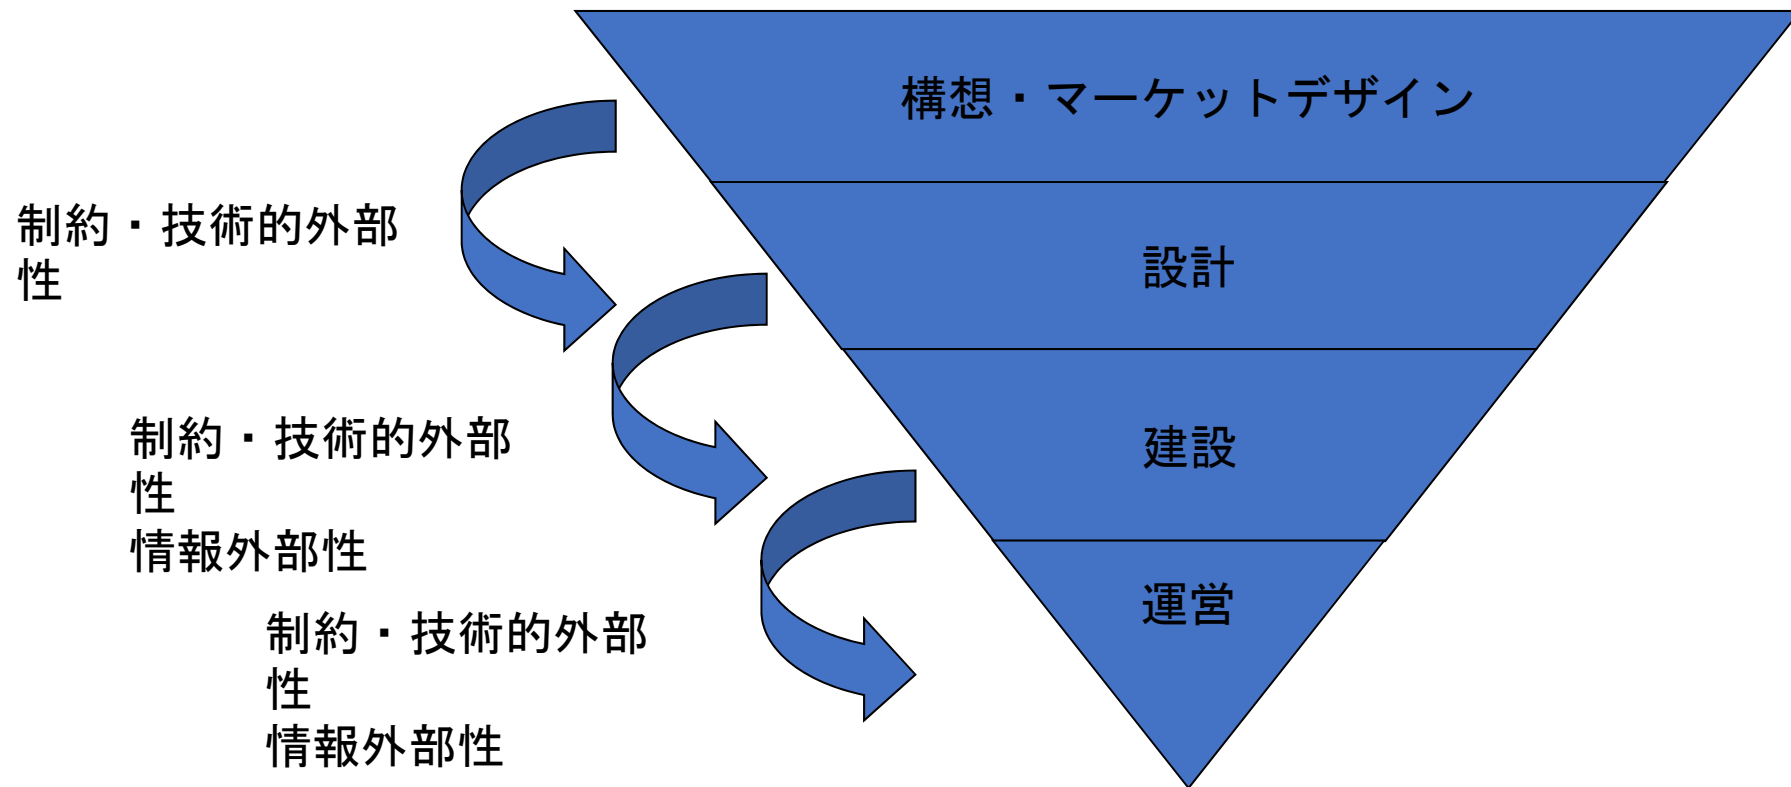 構想・マーケットデザイン
制約・技術的外部
性
設計
制約・技術的外部
性
情報外部性
建設
制約・技術的外部
性
情報外部性
運営